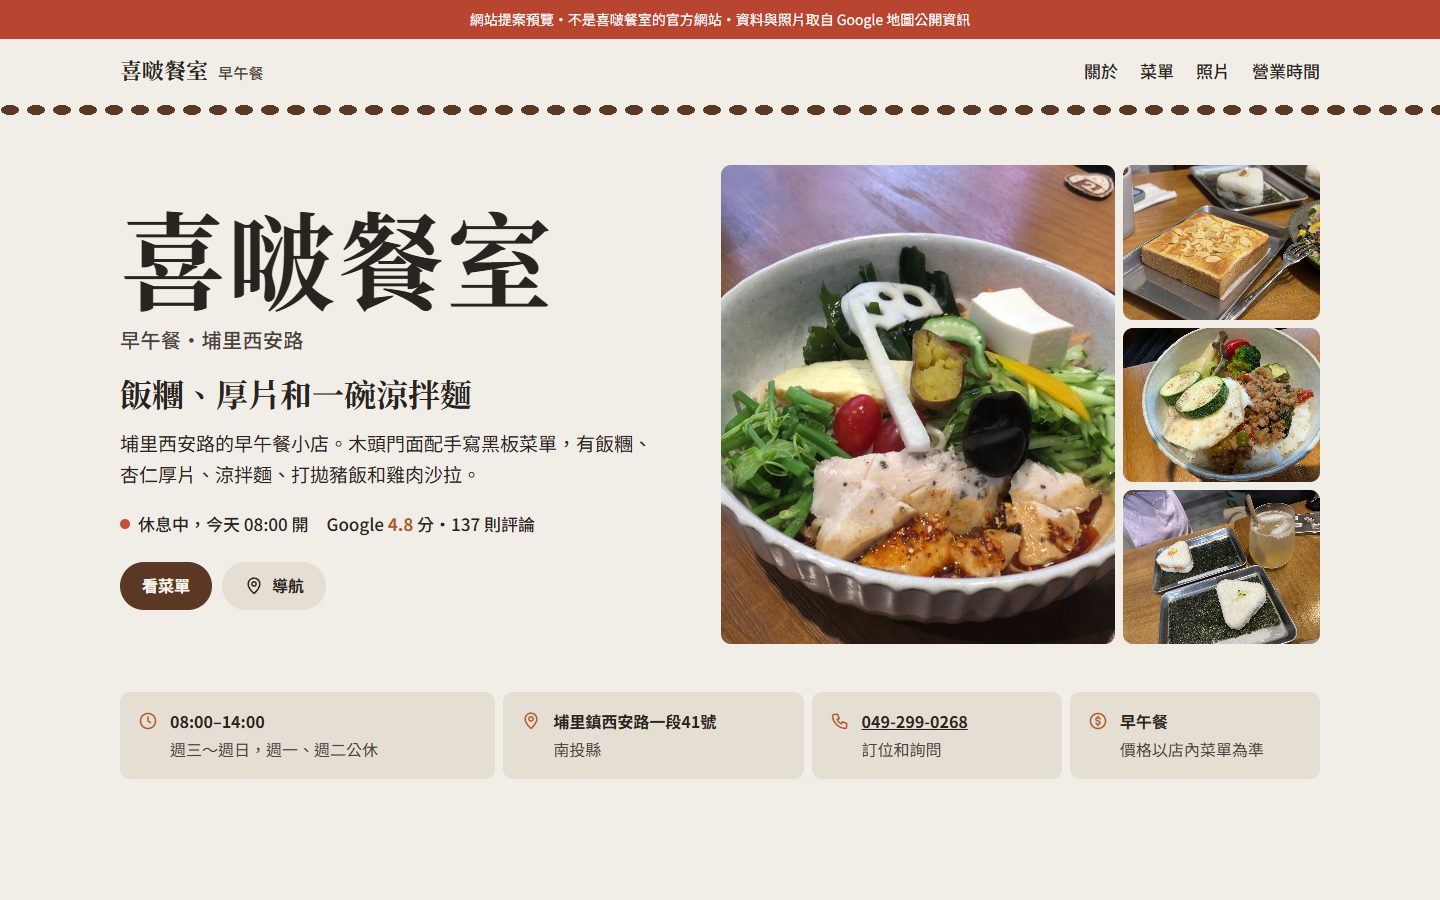 網站提案預覽・不是喜啵餐室的官方網站・資料與照片取自 Google 地圖公開資訊
喜啵餐室 早午餐
關於 菜單 照片 營業時間
喜啵餐室
早午餐・埔里西安路
飯糰、厚片和一碗涼拌麵
埔里西安路的早午餐小店。木頭門面配手寫黑板菜單，有飯糰、
杏仁厚片、涼拌麵、打拋豬飯和雞肉沙拉。
休息中，今天 08:00 開 Google 4.8 分・137 則評論
看菜單 導航
08:00–14:00
週三～週日，週一、週二公休
埔里鎮西安路一段41號
南投縣
049-299-0268
訂位和詢問
早午餐
價格以店內菜單為準